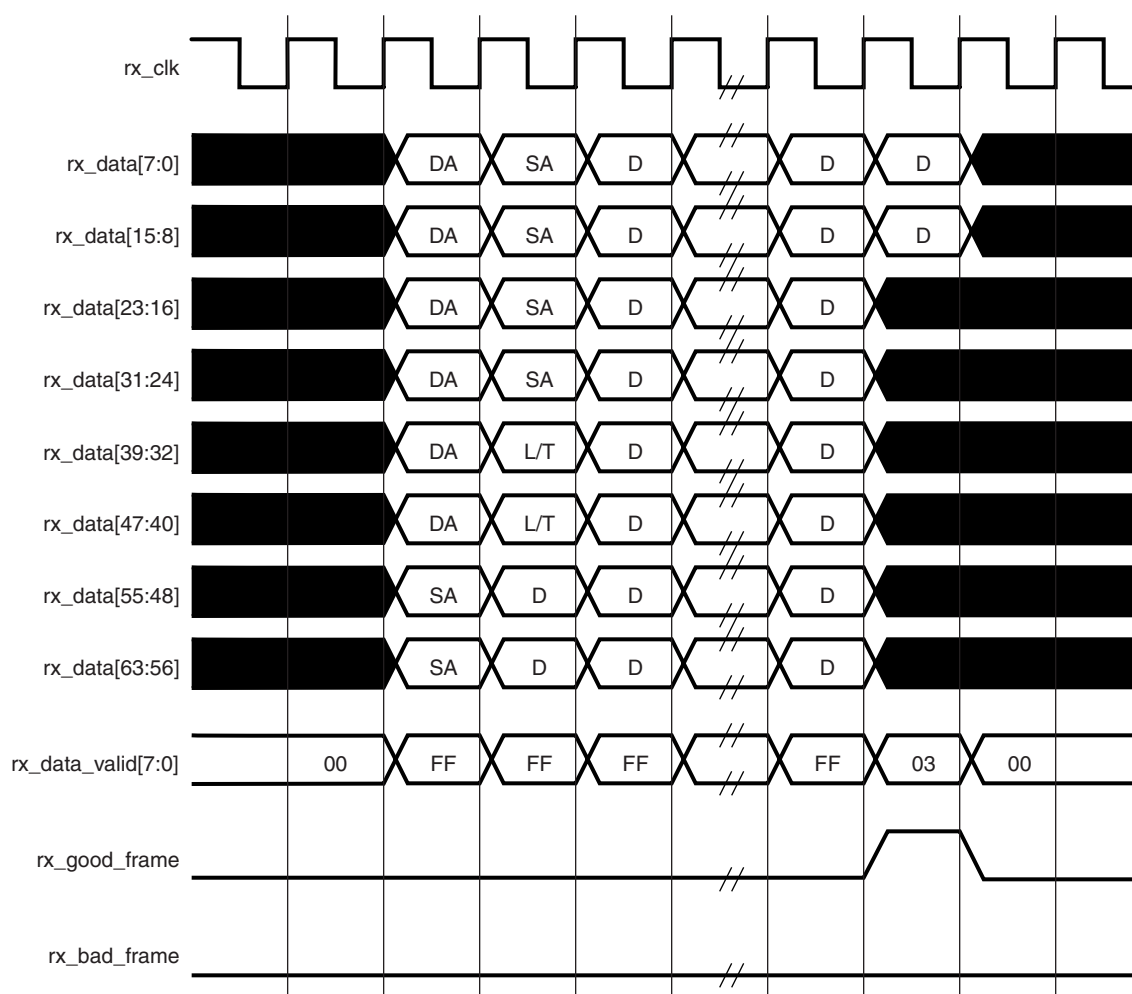 rx_clk
rx_data[7:0] DA SA D D D
rx_data[15:8] DA SA D D D
rx_data[23:16] DA SA D D
rx_data[31:24] DA SA D D
rx_data[39:32] DA L/T D D
rx_data[47:40] DA L/T D D
rx_data[55:48] SA D D D
rx_data[63:56] SA D D D
rx_data_valid[7:0] 00 FF FF FF FF 03 00
rx_good_frame
rx_bad_frame